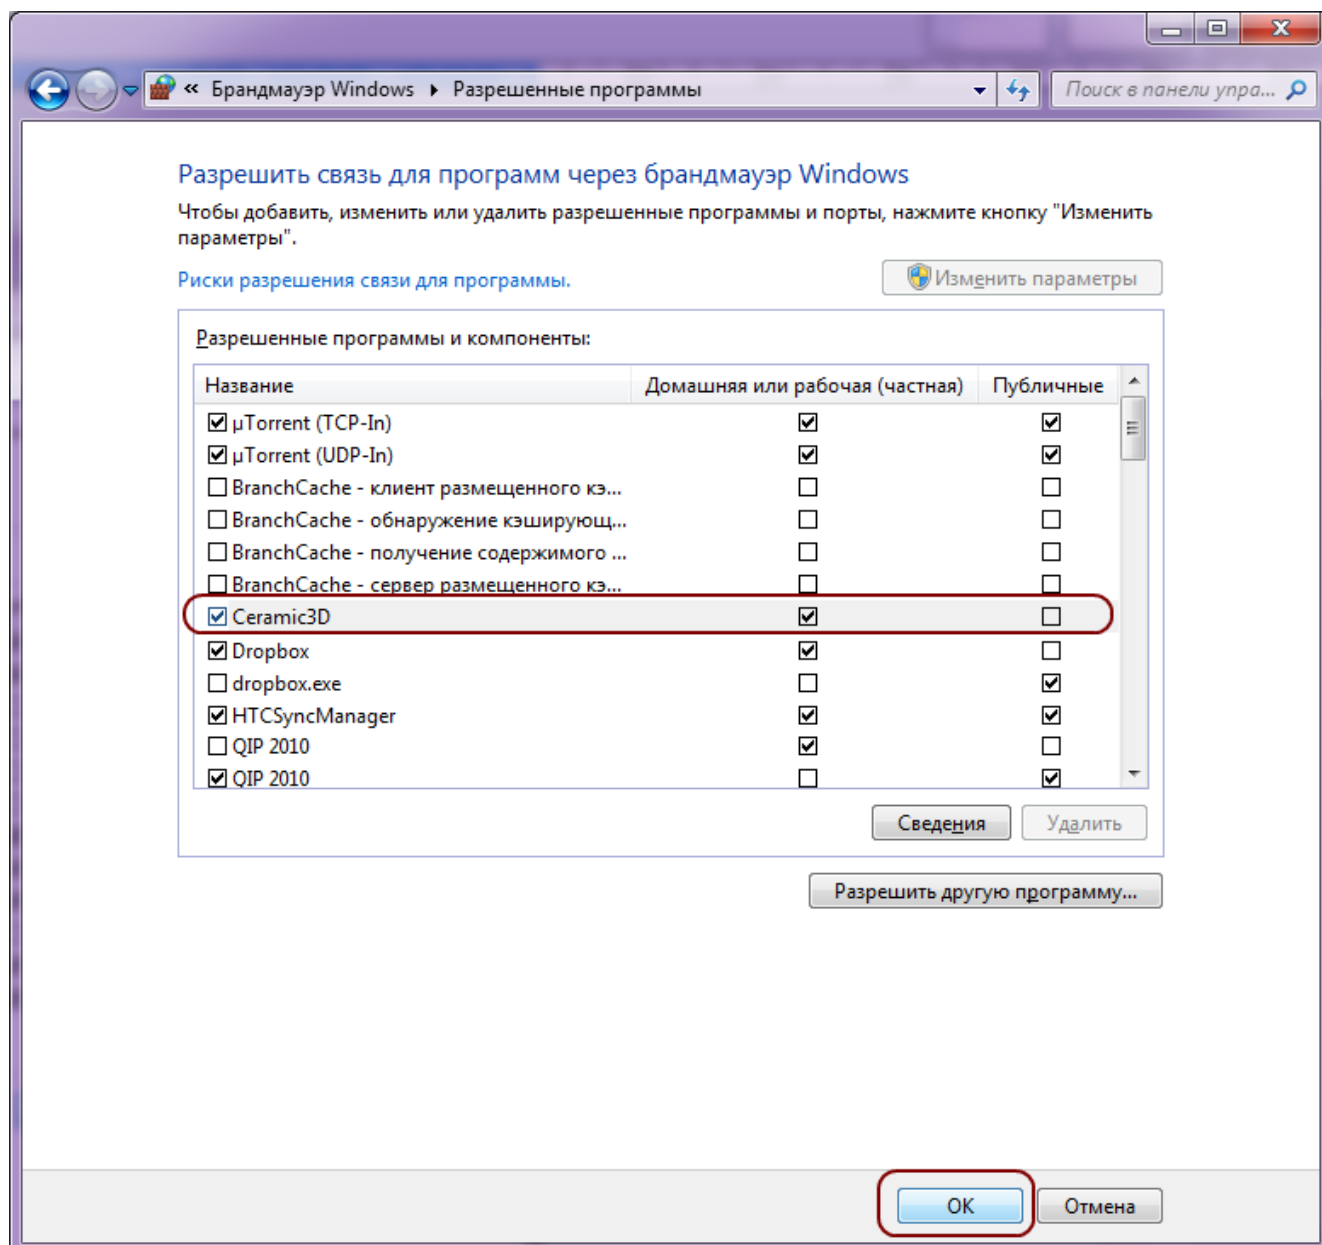 « Брандмауэр Windows ▸ Разрешенные программы
Поиск в панели упра...
Разрешить связь для программ через брандмауэр Windows
Чтобы добавить, изменить или удалить разрешенные программы и порты, нажмите кнопку "Изменить
параметры".
Риски разрешения связи для программы.
Изменить параметры
Разрешенные программы и компоненты:
Название Домашняя или рабочая (частная) Публичные
µTorrent (TCP-In)
µTorrent (UDP-In)
BranchCache - клиент размещенного кэ...
BranchCache - обнаружение кэширующ...
BranchCache - получение содержимого ...
BranchCache - сервер размещенного кэ...
Ceramic3D
Dropbox
dropbox.exe
HTCSyncManager
QIP 2010
QIP 2010
Сведения Удалить
Разрешить другую программу...
ОК Отмена